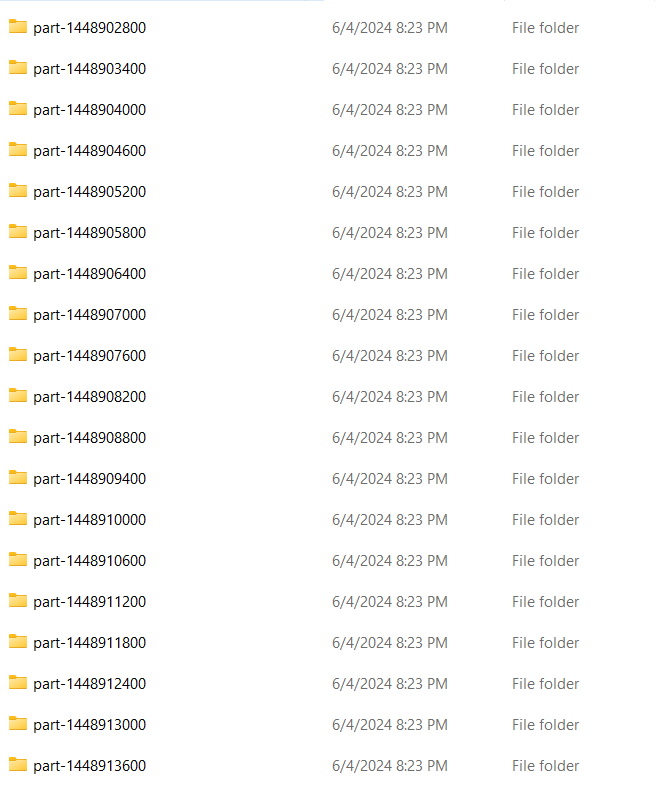 part-1448902800 6/4/2024 8:23 PM File folder
part-1448903400 6/4/2024 8:23 PM File folder
part-1448904000 6/4/2024 8:23 PM File folder
part-1448904600 6/4/2024 8:23 PM File folder
part-1448905200 6/4/2024 8:23 PM File folder
part-1448905800 6/4/2024 8:23 PM File folder
part-1448906400 6/4/2024 8:23 PM File folder
part-1448907000 6/4/2024 8:23 PM File folder
part-1448907600 6/4/2024 8:23 PM File folder
part-1448908200 6/4/2024 8:23 PM File folder
part-1448908800 6/4/2024 8:23 PM File folder
part-1448909400 6/4/2024 8:23 PM File folder
part-1448910000 6/4/2024 8:23 PM File folder
part-1448910600 6/4/2024 8:23 PM File folder
part-1448911200 6/4/2024 8:23 PM File folder
part-1448911800 6/4/2024 8:23 PM File folder
part-1448912400 6/4/2024 8:23 PM File folder
part-1448913000 6/4/2024 8:23 PM File folder
part-1448913600 6/4/2024 8:23 PM File folder